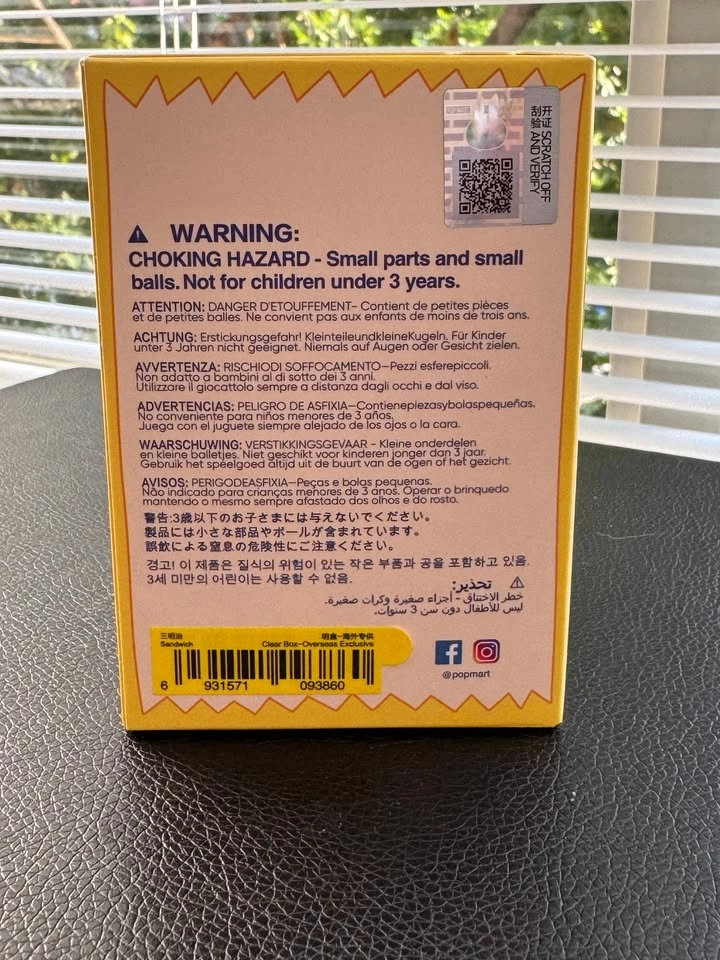 刮开
验证
SCRATCH OFF
AND VERIFY
WARNING:
CHOKING HAZARD - Small parts and small
balls. Not for children under 3 years.
ATTENTION: DANGER D'ETOUFFEMENT- Contient de petites pièces
et de petites balles. Ne convient pas aux enfants de moins de trois ans.
ACHTUNG: Erstickungsgefahr! KleinteileundkleineKugeln. Für Kinder
unter 3 Jahren nicht geeignet. Niemals auf Augen oder Gesicht zielen.
AVVERTENZA: RISCHIODI SOFFOCAMENTO—Pezzi esferepiccoli.
Non adatto a bambini al di sotto dei 3 anni.
Utilizzare il giocattolo sempre a distanza dagli occhi e dal viso.
ADVERTENCIAS: PELIGRO DE ASFIXIA—Contienepiezasybolaspequeñas.
No conveniente para niños menores de 3 años.
Juega con el juguete siempre alejado de los ojos o la cara.
WAARSCHUWING: VERSTIKKINGSGEVAAR - Kleine onderdelen
en kleine balletjes. Niet geschikt voor kinderen jonger dan 3 jaar.
Gebruik het speelgoed altijd uit de buurt van de ogen of het gezicht.
AVISOS: PERIGODEASFIXIA—Peças e bolas pequenas.
Não indicado para crianças menores de 3 anos. Operar o brinquedo
mantendo o mesmo sempre afastado dos olhos e do rosto.
警告:3歳以下のお子さまには与えないでください。
製品には小さな部品やボールが含まれています。
誤飲による窒息の危険性にご注意ください。
경고! 이 제품은 질식의 위험이 있는 작은 부품과 공을 포함하고 있음.
3세 미만의 어린이는 사용할 수 없음.
تحذير:
خطر الاختناق - أجزاء صغيرة وكرات صغيرة.
ليس للأطفال دون سن 3 سنوات.
三明治 明盒-海外专供
Sandwich Clear Box-Overseas Exclusive
6 931571 093860
@popmart